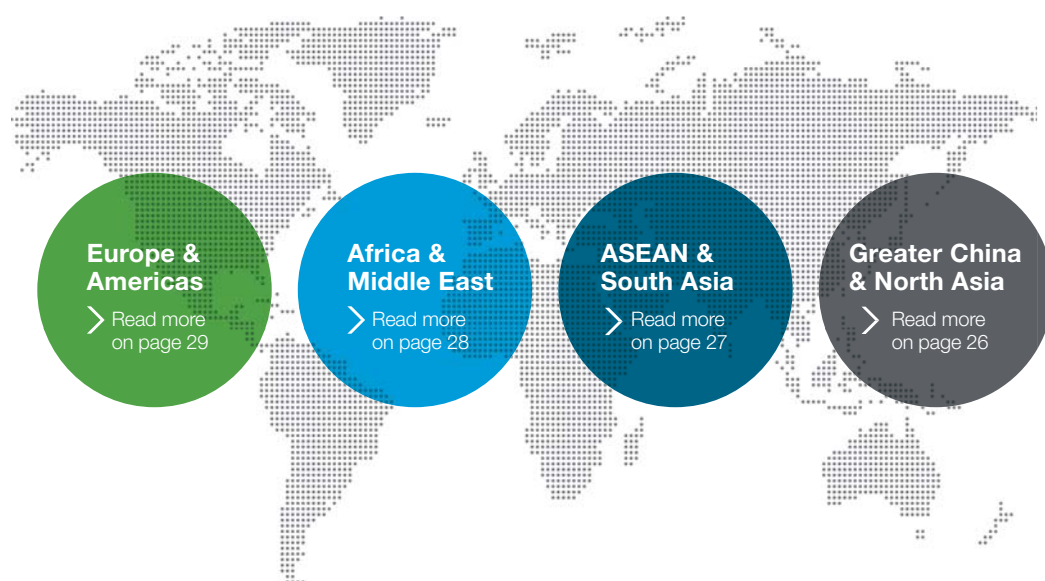 Europe &
Americas
Read more
on page 29
Africa &
Middle East
Read more
on page 28
ASEAN &
South Asia
Read more
on page 27
Greater China
& North Asia
Read more
on page 26